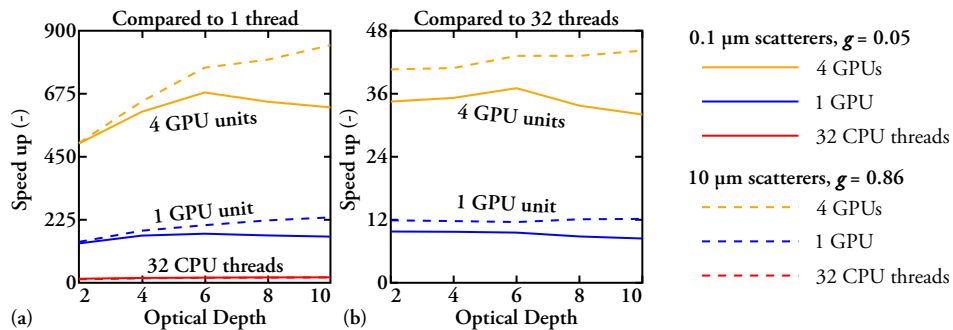 Compared to 1 thread
900
675
450
225
0
Speed up (-)
4 GPU units
1 GPU unit
32 CPU threads
2 4 6 8 10
(a) Optical Depth
Compared to 32 threads
48
36
24
12
0
Speed up (-)
4 GPU units
1 GPU unit
2 4 6 8 10
(b) Optical Depth
0.1 µm scatterers, g = 0.05
4 GPUs
1 GPU
32 CPU threads
10 µm scatterers, g = 0.86
4 GPUs
1 GPU
32 CPU threads